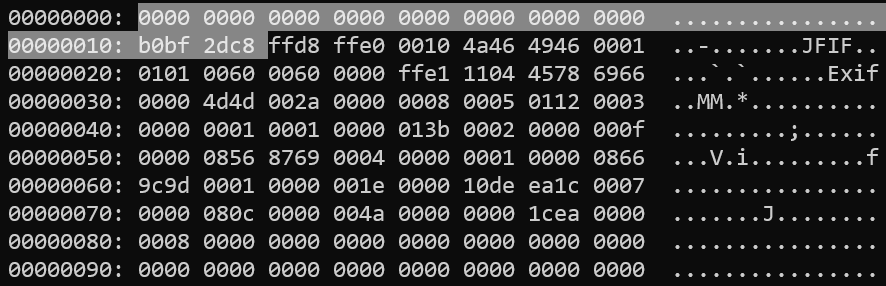 00000000: 0000 0000 0000 0000 0000 0000 0000 0000  ................
00000010: b0bf 2dc8 ffd8 ffe0 0010 4a46 4946 0001  ..-.......JFIF..
00000020: 0101 0060 0060 0000 ffe1 1104 4578 6966  ...`.`......Exif
00000030: 0000 4d4d 002a 0000 0008 0005 0112 0003  ..MM.*..........
00000040: 0000 0001 0001 0000 013b 0002 0000 000f  .........;......
00000050: 0000 0856 8769 0004 0000 0001 0000 0866  ...V.i.........f
00000060: 9c9d 0001 0000 001e 0000 10de ea1c 0007  ................
00000070: 0000 080c 0000 004a 0000 0000 1cea 0000  .......J........
00000080: 0008 0000 0000 0000 0000 0000 0000 0000  ................
00000090: 0000 0000 0000 0000 0000 0000 0000 0000  ................